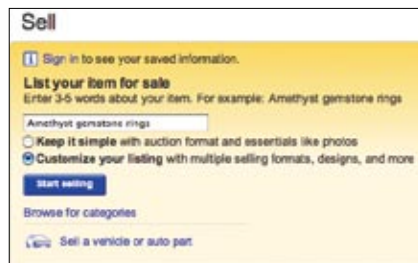 Sell
i Sign in to see your saved information.
List your item for sale
Enter 3-5 words about your item. For example: Amethyst gemstone rings
Amethyst gemstone rings
Keep it simple with auction format and essentials like photos
Customize your listing with multiple selling formats, designs, and more
Start selling
Browse for categories
Sell a vehicle or auto part